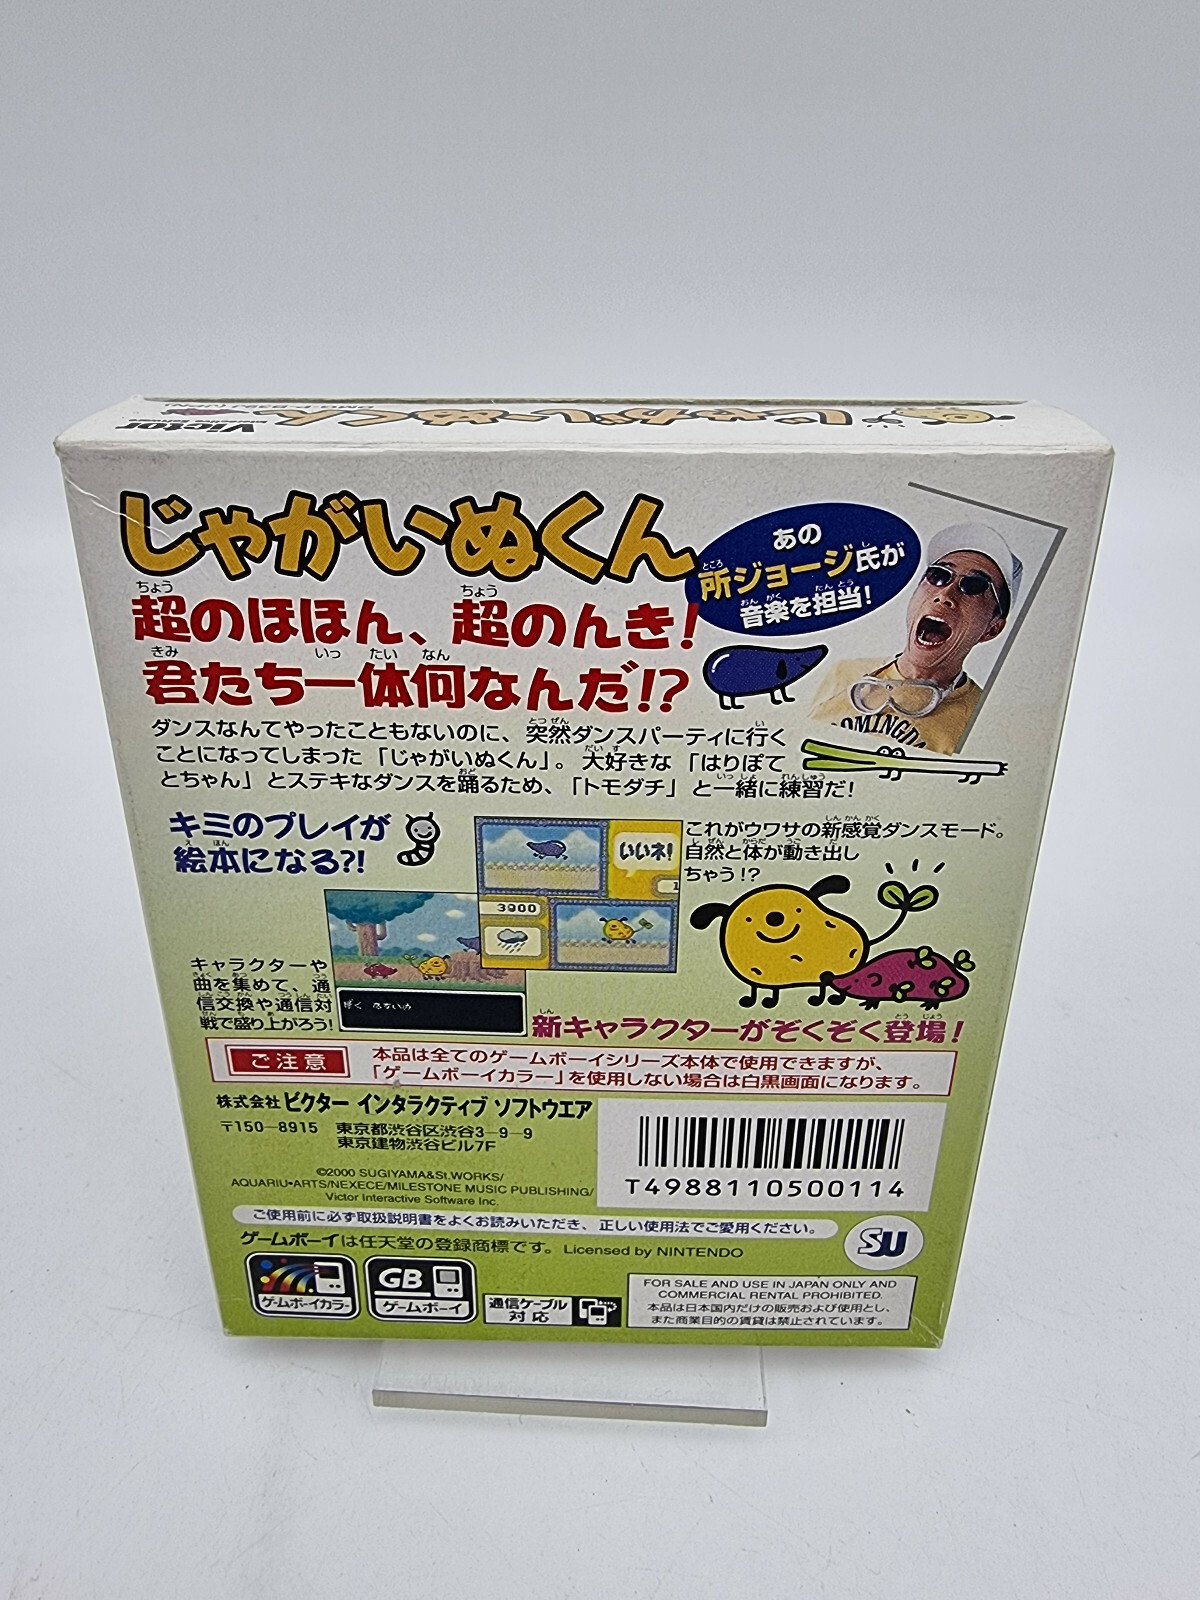 じゃがいぬくん
Victor
じゃがいぬくん
あの
所ジョージ氏が
音楽を担当!
超のほほん、超のんき!
君たち一体何なんだ!?
ダンスなんてやったこともないのに、突然ダンスパーティに行く
ことになってしまった「じゃがいぬくん」。大好きな「はりぽて
とちゃん」とステキなダンスを踊るため、「トモダチ」と一緒に練習だ!
キミのプレイが
絵本になる?!
いいネ!
3900
これがウワサの新感覚ダンスモード。
自然と体が動き出し
ちゃう!?
キャラクターや
曲を集めて、通
信交換や通信対
戦で盛り上がろう!
新キャラクターがぞくぞく登場!
ご注意
本品は全てのゲームボーイシリーズ本体で使用できますが、
「ゲームボーイカラー」を使用しない場合は白黒画面になります。
株式会社 ビクター インタラクティブ ソフトウエア
〒150-8915 東京都渋谷区渋谷3-9-9
東京建物渋谷ビル7F
©2000 SUGIYAMA&St.WORKS/
AQUARIU•ARTS/NEXECE/MILESTONE MUSIC PUBLISHING/
Victor Interactive Software Inc.
T4988110500114
ご使用前に必ず取扱説明書をよくお読みいただき、正しい使用法でご愛用ください。
ゲームボーイは任天堂の登録商標です。Licensed by NINTENDO
SU
ゲームボーイカラー
GB
ゲームボーイ
通信ケーブル
対応
FOR SALE AND USE IN JAPAN ONLY AND
COMMERCIAL RENTAL PROHIBITED.
本品は日本国内だけの販売および使用とし、
また商業目的の賃貸は禁止されています。